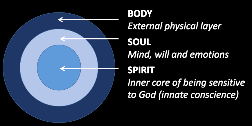 BODY
External physical layer
SOUL
Mind, will and emotions
SPIRIT
Inner core of being sensitive
to God (innate conscience)